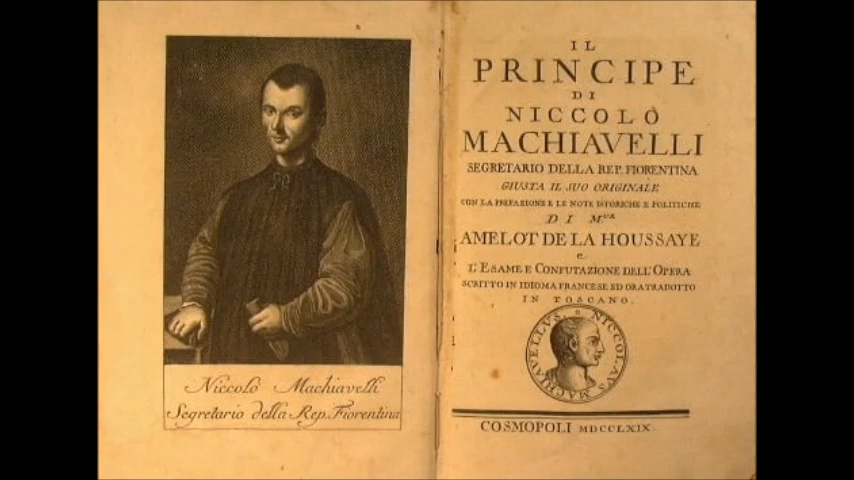 Niccolò Machiavelli
Segretario della Rep. Fiorentina
IL
PRINCIPE
DI
NICCOLÒ
MACHIAVELLI
SEGRETARIO DELLA REP. FIORENTINA
GIUSTA IL SUO ORIGINALE
CON LA PREFAZIONE E LE NOTE ISTORICHE E POLITICHE
DI M.UR
AMELOT DE LA HOUSSAYE
e
L'ESAME E CONFUTAZIONE DELL'OPERA
SCRITTO IN IDIOMA FRANCESE ED ORA TRADOTTO
IN TOSCANO.
NICCOLAVS MACHIAVELLVS
COSMOPOLI MDCCLXIX.